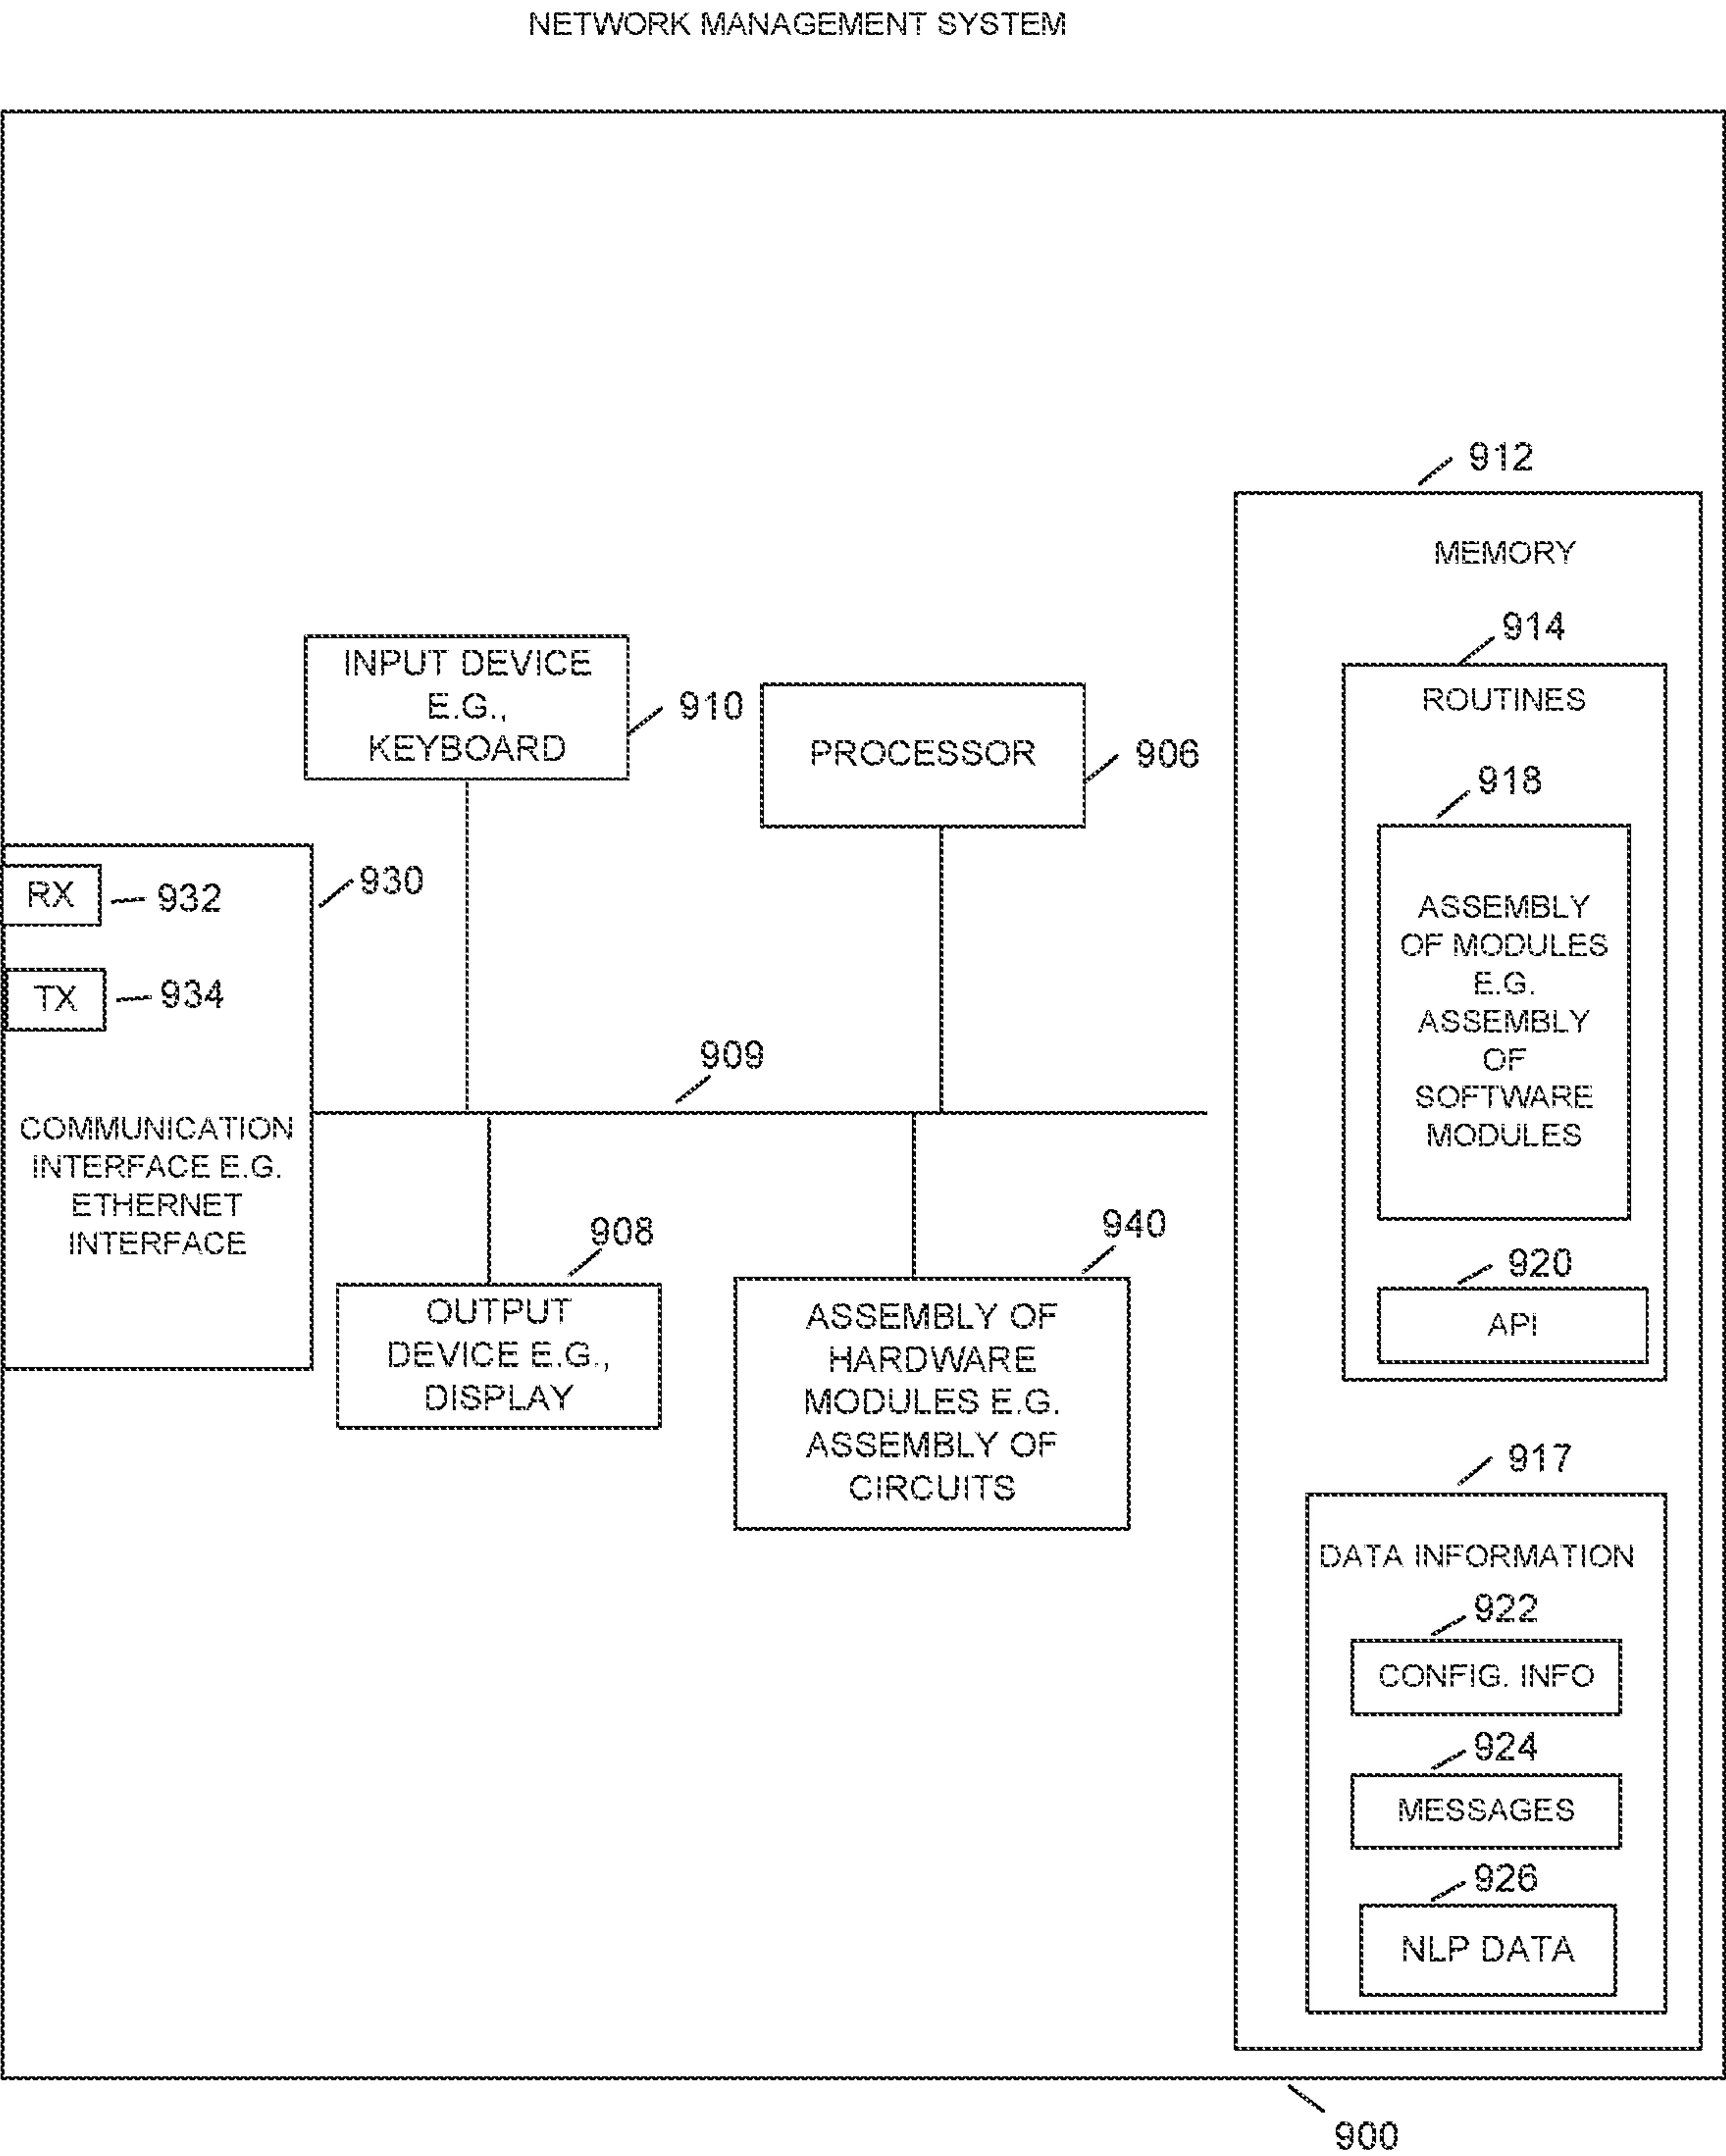 NETWORK MANAGEMENT SYSTEM
912
MEMORY
914
ROUTINES
918
ASSEMBLY
OF MODULES
E.G.
ASSEMBLY
OF
SOFTWARE
MODULES
920
API
917
DATA INFORMATION
922
CONFIG. INFO
924
MESSAGES
926
NLP DATA
INPUT DEVICE
E.G.,
KEYBOARD
910
PROCESSOR
906
RX
932
930
TX
934
COMMUNICATION
INTERFACE E.G.
ETHERNET
INTERFACE
909
908
OUTPUT
DEVICE E.G.,
DISPLAY
940
ASSEMBLY OF
HARDWARE
MODULES E.G.
ASSEMBLY OF
CIRCUITS
900